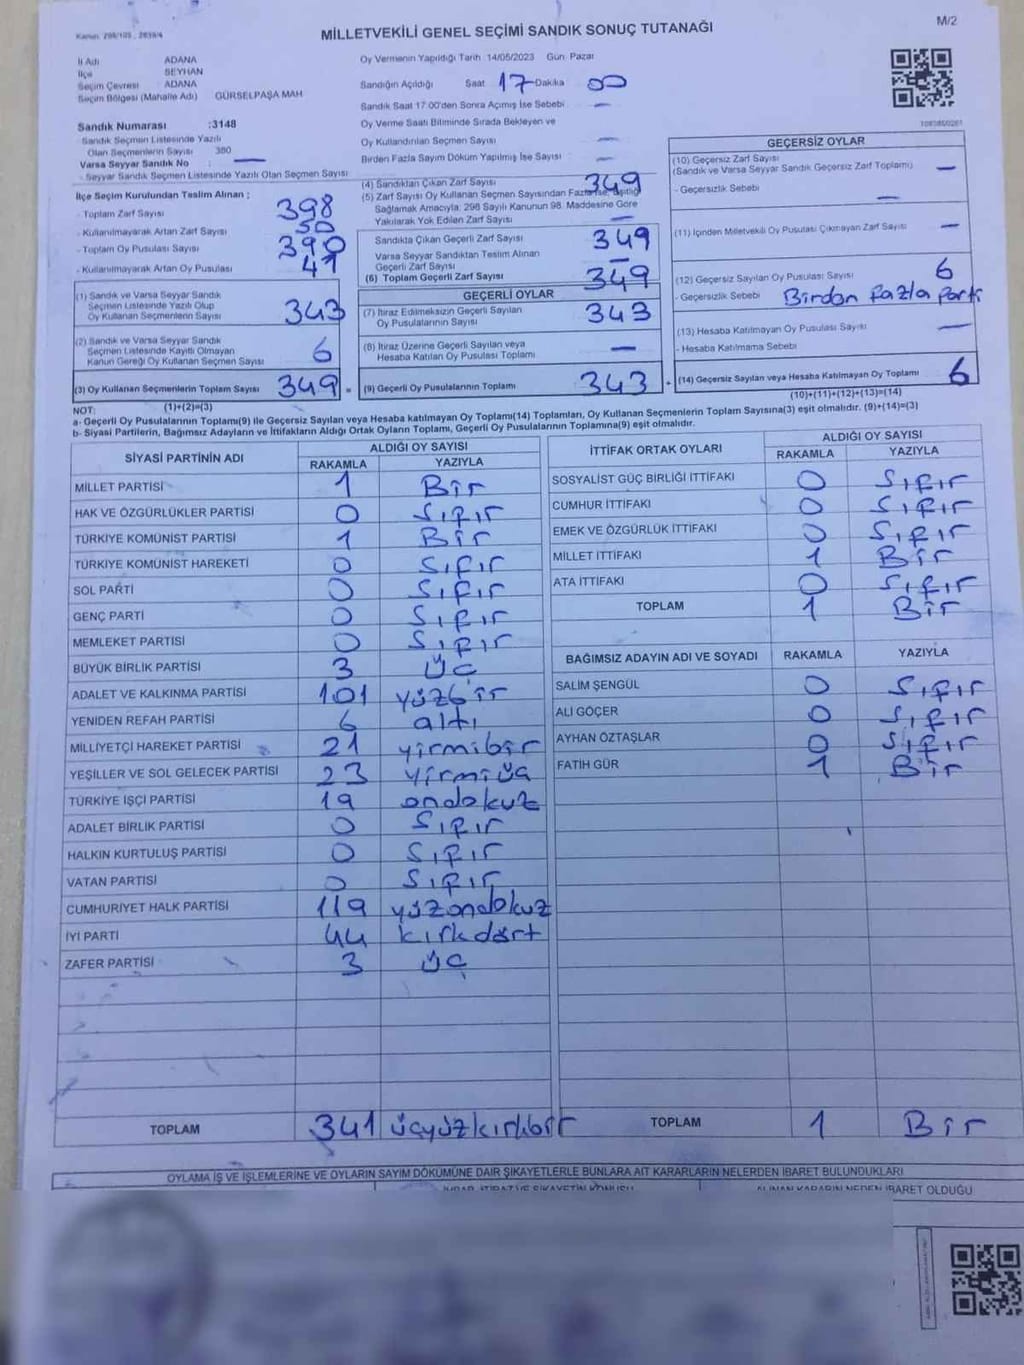 M/2
MİLLETVEKİLİ GENEL SEÇİMİ SANDIK SONUÇ TUTANAĞI
İl Adı ADANA
İlçe SEYHAN
Seçim Çevresi ADANA
Seçim Bölgesi (Mahalle Adı) GÜRSELPAŞA MAH
Sandık Numarası :3148
Sandık Seçmen Listesinde Yazılı
Olan Seçmenlerin Sayısı 380
Varsa Seyyar Sandık No : —
- Seyyar Sandık Seçmen Listesinde Yazılı Olan Seçmen Sayısı
Oy Vermenin Yapıldığı Tarih 14/05/2023 Gün Pazar
Sandığın Açıldığı Saat 17 Dakika 00
Sandık Saat 17:00'den Sonra Açımış İse Sebebi —
Oy Verme Saati Bitiminde Sırada Bekleyen ve
Oy Kullandırılan Seçmen Sayısı —
Birden Fazla Sayım Döküm Yapılmış İse Sayısı —
İlçe Seçim Kurulundan Teslim Alınan ;
- Toplam Zarf Sayısı 398
- Kullanılmayarak Artan Zarf Sayısı 50
- Toplam Oy Pusulası Sayısı 390
- Kullanılmayarak Artan Oy Pusulası 41
(1) Sandık ve Varsa Seyyar Sandık
Seçmen Listesinde Yazılı Olup
Oy Kullanan Seçmenlerin Sayısı 343
(2) Sandık ve Varsa Seyyar Sandık
Seçmen Listesinde Kayıtlı Olmayan
Kanun Gereği Oy Kullanan Seçmen Sayısı 6
(3) Oy Kullanan Seçmenlerin Toplam Sayısı 349 =
(1)+(2)=(3)
(4) Sandıktan Çıkan Zarf Sayısı 349
(5) Zarf Sayısı Oy Kullanan Seçmen Sayısından Fazla İse, Eşitliği
Sağlamak Amacıyla, 298 Sayılı Kanunun 98. Maddesine Göre
Yakılarak Yok Edilen Zarf Sayısı —
Sandıkta Çıkan Geçerli Zarf Sayısı 349
Varsa Seyyar Sandıktan Teslim Alınan
Geçerli Zarf Sayısı —
(6) Toplam Geçerli Zarf Sayısı 349
GEÇERLİ OYLAR
(7) İtiraz Edilmeksizin Geçerli Sayılan
Oy Pusulalarının Sayısı 343
(8) İtiraz Üzerine Geçerli Sayılan veya
Hesaba Katılan Oy Pusulası Toplamı —
(9) Geçerli Oy Pusulalarının Toplamı 343 +
GEÇERSİZ OYLAR
(10) Geçersiz Zarf Sayısı
(Sandık ve Varsa Seyyar Sandık Geçersiz Zarf Toplamı) —
- Geçersizlik Sebebi —
(11) İçinden Milletvekili Oy Pusulası Çıkmayan Zarf Sayısı —
(12) Geçersiz Sayılan Oy Pusulası Sayısı 6
- Geçersizlik Sebebi Birden fazla parti
(13) Hesaba Katılmayan Oy Pusulası Sayısı —
- Hesaba Katılmama Sebebi
(14) Geçersiz Sayılan veya Hesaba Katılmayan Oy Toplamı 6
(10)+(11)+(12)+(13)=(14)
NOT:
a- Geçerli Oy Pusulalarının Toplamı(9) ile Geçersiz Sayılan veya Hesaba katılmayan Oy Toplamı(14) Toplamları, Oy Kullanan Seçmenlerin Toplam Sayısına(3) eşit olmalıdır. (9)+(14)=(3)
b- Siyasi Partilerin, Bağımsız Adayların ve İttifakların Aldığı Ortak Oyların Toplamı, Geçerli Oy Pusulalarının Toplamına(9) eşit olmalıdır.
SİYASİ PARTİNİN ADI ALDIĞI OY SAYISI
RAKAMLA YAZIYLA
MİLLET PARTİSİ 1 Bir
HAK VE ÖZGÜRLÜKLER PARTİSİ 0 Sıfır
TÜRKİYE KOMÜNİST PARTİSİ 1 Bir
TÜRKİYE KOMÜNİST HAREKETİ 0 Sıfır
SOL PARTİ 0 Sıfır
GENÇ PARTİ 0 Sıfır
MEMLEKET PARTİSİ 0 Sıfır
BÜYÜK BİRLİK PARTİSİ 3 Üç
ADALET VE KALKINMA PARTİSİ 101 yüzbir
YENİDEN REFAH PARTİSİ 6 altı
MİLLİYETÇİ HAREKET PARTİSİ 21 yirmibir
YEŞİLLER VE SOL GELECEK PARTİSİ 23 yirmiüç
TÜRKİYE İŞÇİ PARTİSİ 19 ondokuz
ADALET BİRLİK PARTİSİ 0 Sıfır
HALKIN KURTULUŞ PARTİSİ 0 Sıfır
VATAN PARTİSİ 0 Sıfır
CUMHURİYET HALK PARTİSİ 119 yüzondokuz
İYİ PARTİ 44 kırkdört
ZAFER PARTİSİ 3 Üç
TOPLAM 341 üçyüzkırkbir
İTTİFAK ORTAK OYLARI ALDIĞI OY SAYISI
RAKAMLA YAZIYLA
SOSYALİST GÜÇ BİRLİĞİ İTTİFAKI 0 Sıfır
CUMHUR İTTİFAKI 0 Sıfır
EMEK VE ÖZGÜRLÜK İTTİFAKI 0 Sıfır
MİLLET İTTİFAKI 1 Bir
ATA İTTİFAKI 0 Sıfır
TOPLAM 1 Bir
BAĞIMSIZ ADAYIN ADI VE SOYADI RAKAMLA YAZIYLA
SALİM ŞENGÜL 0 Sıfır
ALİ GÖÇER 0 Sıfır
AYHAN ÖZTAŞLAR 0 Sıfır
FATİH GÜR 1 Bir
TOPLAM 1 Bir
OYLAMA İŞ VE İŞLEMLERİNE VE OYLARIN SAYIM DÖKÜMÜNE DAİR ŞİKAYETLERLE BUNLARA AİT KARARLARIN NELERDEN İBARET BULUNDUKLARI
ALINAN KARARIN NEDEN İBARET OLDUĞU